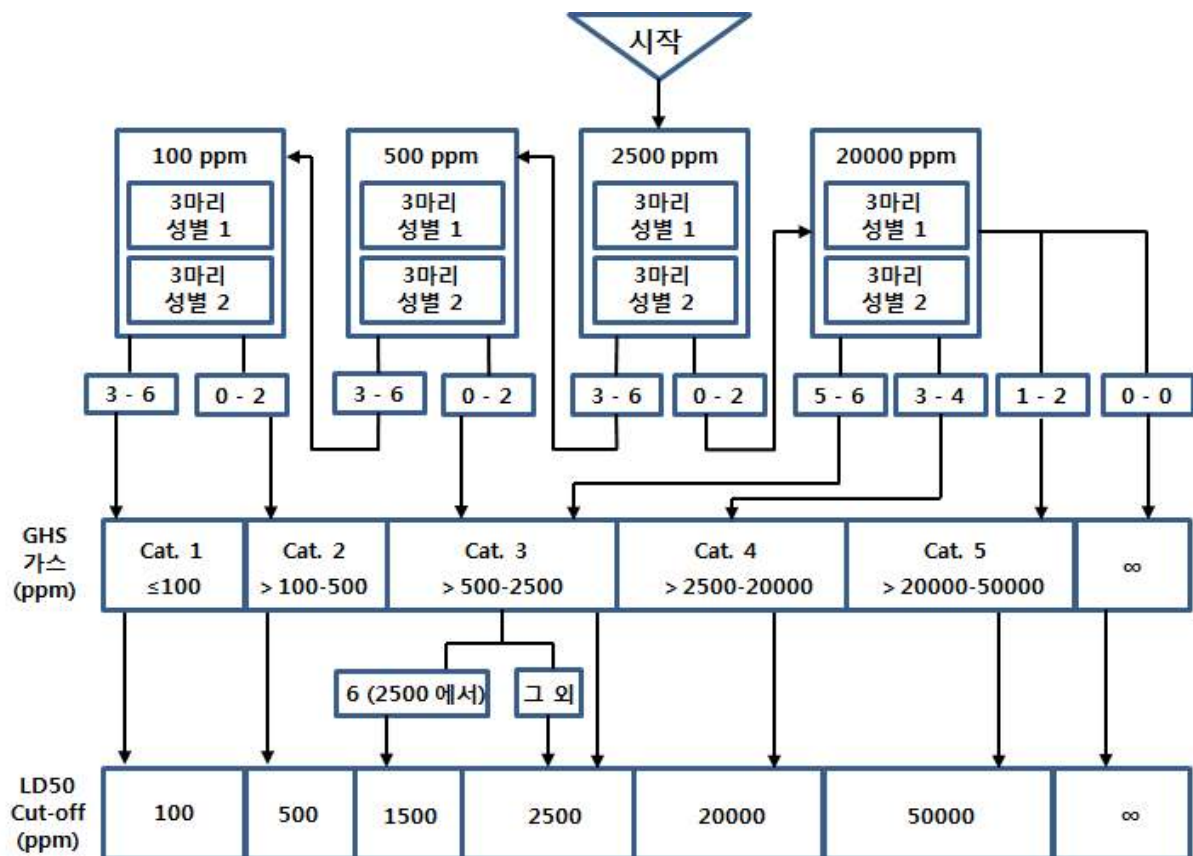 시작
100 ppm
3마리
성별 1
3마리
성별 2
500 ppm
3마리
성별 1
3마리
성별 2
2500 ppm
3마리
성별 1
3마리
성별 2
20000 ppm
3마리
성별 1
3마리
성별 2
3 - 6
0 - 2
3 - 6
0 - 2
3 - 6
0 - 2
5 - 6
3 - 4
1 - 2
0 - 0
GHS
가스
(ppm)
Cat. 1
≤100
Cat. 2
> 100-500
Cat. 3
> 500-2500
Cat. 4
> 2500-20000
Cat. 5
> 20000-50000
∞
6 (2500 에서)
그 외
LD50
Cut-off
(ppm)
100
500
1500
2500
20000
50000
∞